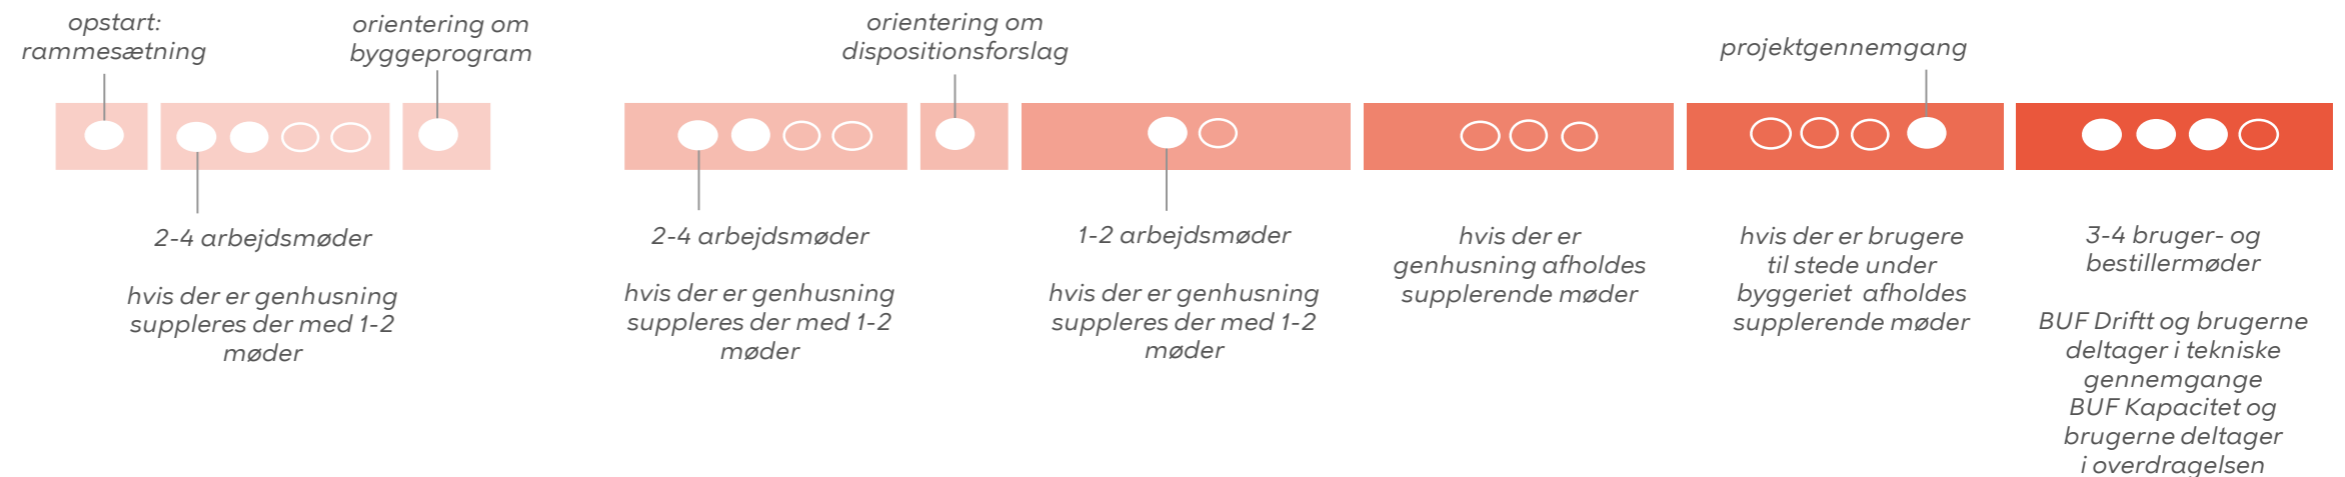 opstart:
rammesætning
orientering om
byggeprogram
orientering om
dispositionsforslag
projektgennemgang
2-4 arbejdsmøder
hvis der er genhusning
suppleres der med 1-2
møder
2-4 arbejdsmøder
hvis der er genhusning
suppleres der med 1-2
møder
1-2 arbejdsmøder
hvis der er genhusning
suppleres der med 1-2
møder
hvis der er
genhusning afholdes
supplerende møder
hvis der er brugere
til stede under
byggeriet afholdes
supplerende møder
3-4 bruger- og
bestillermøder
BUF Driftt og brugerne
deltager i tekniske
gennemgange
BUF Kapacitet og
brugerne deltager
i overdragelsen